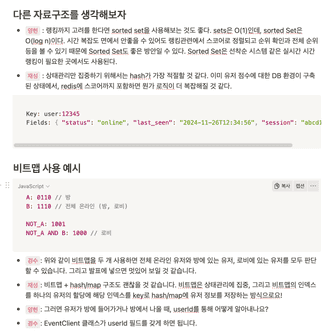 다른 자료구조를 생각해보자
• 양헌 : 랭킹까지 고려를 한다면 sorted set을 사용해보는 것도 좋다. sets은 O(1)인데, sorted Set은
O(log n)이다. 시간 복잡도 면에서 안좋을 수 있어도 랭킹관련에서 스코어로 정렬되고 순위 확인과 전체 순위
등을 볼 수 있기 때문에 Sorted Set도 좋은 방안일 수 있다. Sorted Set은 선착순 시스템 같은 실시간 시간
랭킹이 필요한 곳에서도 사용된다.
• 재심 : 상태관리만 집중하기 위해서는 hash가 가장 적절할 것 같다. 이미 유저 점수에 대한 DB 환경이 구축
된 상태에서, redis에 스코어까지 포함하면 뭔가 로직이 더 복잡해질 것 같다.
Key: user:12345
Fields: { "status": "online", "last_seen": "2024-11-26T12:34:56", "session": "abcd1
비트맵 사용 예시
JavaScript
복사 캡션 •••
A: 0110 // 방
B: 1110 // 전체 온라인 (방, 로비)
NOT_A: 1001
NOT_A AND B: 1000 // 로비
• 경수 : 위와 같이 비트맵을 두 개 사용하면 전체 온라인 유저와 방에 있는 유저, 로비에 있는 유저를 모두 판단
할 수 있습니다. 그리고 발표에 넣으면 멋있어 보일 것 같습니다.
• 재심 : 비트맵 + hash/map 구조도 괜찮을 것 같습니다. 비트맵은 상태관리에 집중, 그리고 비트맵의 인덱스
를 하나의 유저의 할당에 해당 인덱스를 key로 hash/map에 유저 정보를 저장하는 방식으로요!
• 양헌 : 그러면 유저가 방에 들어가거나 방에서 나올 때, userId를 통해 어떻게 알아내나요?
• 경수 : EventClient 클래스가 userId 필드를 갖게 하면 됩니다.